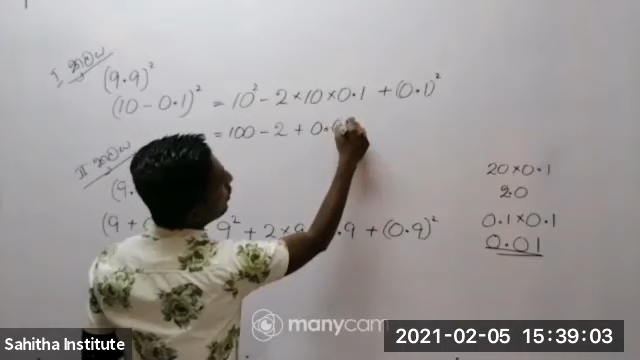 I ක්‍රමය
(9.9)²
(10 - 0.1)² = 10² - 2 × 10 × 0.1 + (0.1)²
= 100 - 2 + 0.0
II ක්‍රමය
(9.
(9 + 9² + 2 × 9 .9 + (0.9)²
20 × 0.1
2.0
0.1 × 0.1
0.01
manycam
Sahitha Institute
2021-02-05 15:39:03